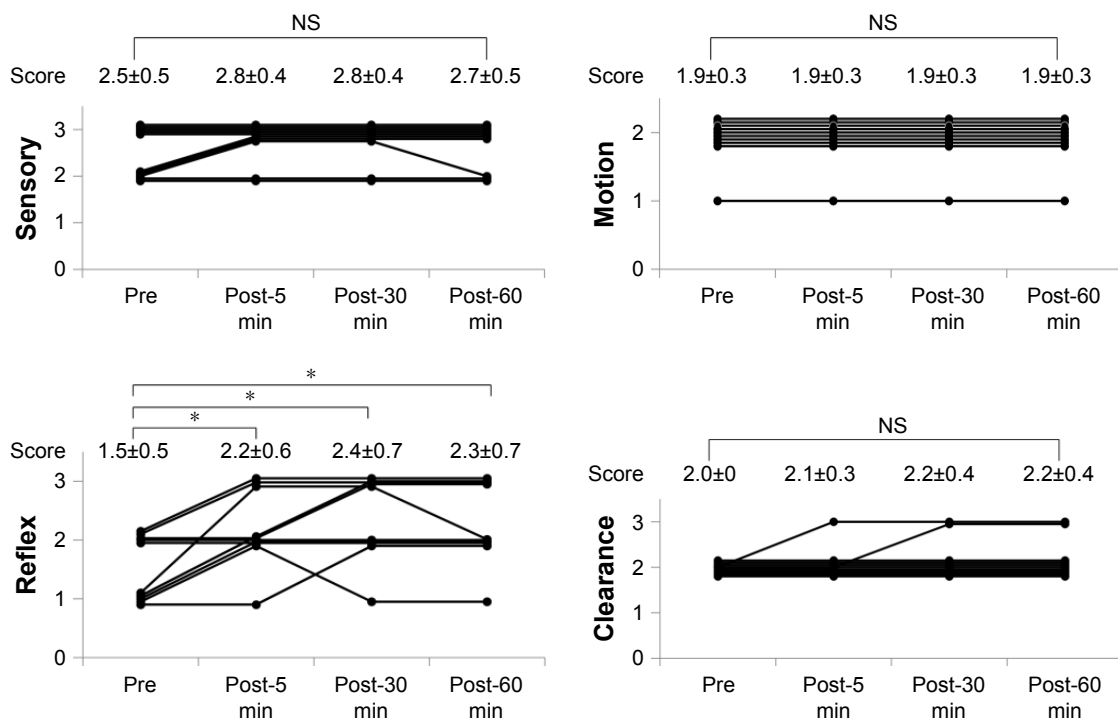 NS
Score 2.5±0.5 2.8±0.4 2.8±0.4 2.7±0.5
Sensory
3
2
1
0
Pre Post-5 Post-30 Post-60
min min min
NS
Score 1.9±0.3 1.9±0.3 1.9±0.3 1.9±0.3
Motion
2
1
0
Pre Post-5 Post-30 Post-60
min min min
*
*
*
Score 1.5±0.5 2.2±0.6 2.4±0.7 2.3±0.7
Reflex
3
2
1
0
Pre Post-5 Post-30 Post-60
min min min
NS
Score 2.0±0 2.1±0.3 2.2±0.4 2.2±0.4
Clearance
3
2
1
0
Pre Post-5 Post-30 Post-60
min min min